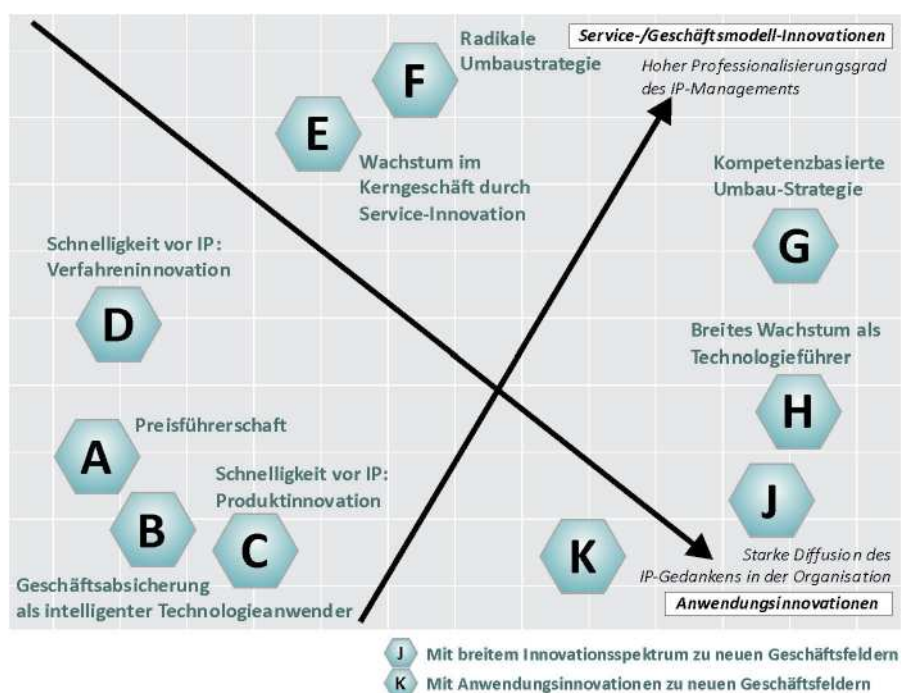 Radikale
Umbaustrategie
F
Service-/Geschäftsmodell-Innovationen
Hoher Professionalisierungsgrad
des IP-Managements
E
Wachstum im
Kerngeschäft durch
Service-Innovation
Kompetenzbasierte
Umbau-Strategie
G
Schnelligkeit vor IP:
Verfahreninnovation
D
Breites Wachstum als
Technologieführer
H
A
Preisführerschaft
Schnelligkeit vor IP:
Produktinnovation
B
C
Geschäftsabsicherung
als intelligenter Technologieanwender
J
K
Starke Diffusion des
IP-Gedankens in der Organisation
Anwendungsinnovationen
J Mit breitem Innovationsspektrum zu neuen Geschäftsfeldern
K Mit Anwendungsinnovationen zu neuen Geschäftsfeldern